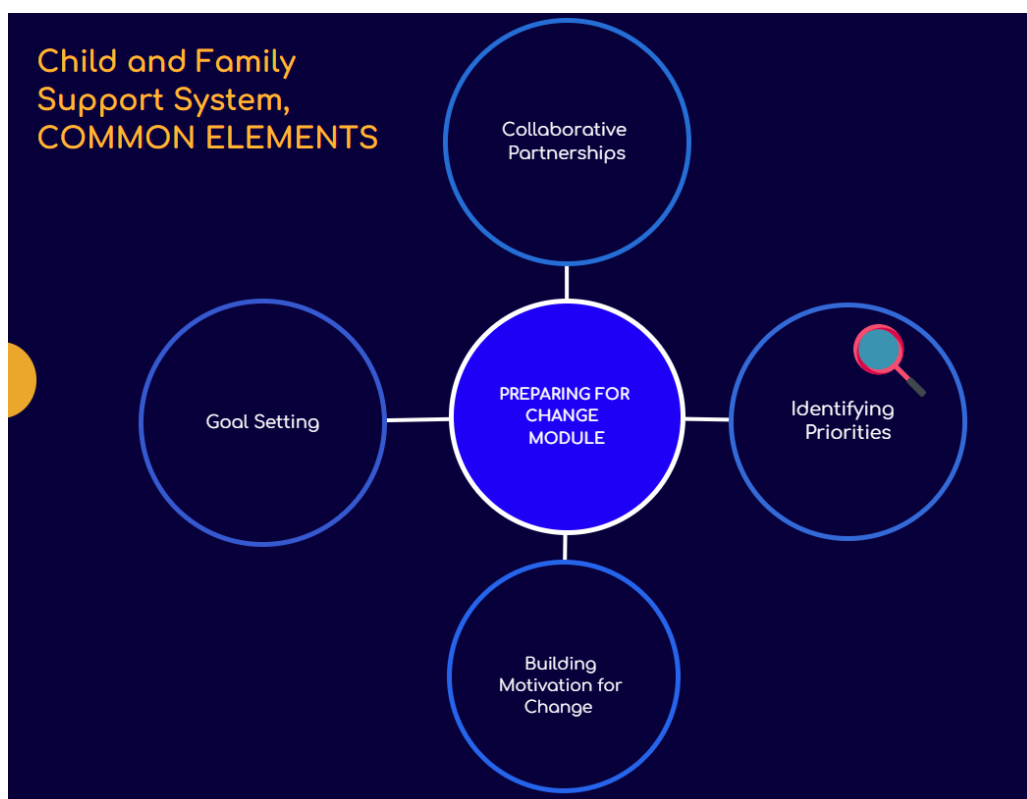 Child and Family
Support System,
COMMON ELEMENTS
Collaborative
Partnerships
PREPARING FOR
CHANGE
MODULE
Identifying
Priorities
Goal Setting
Building
Motivation for
Change